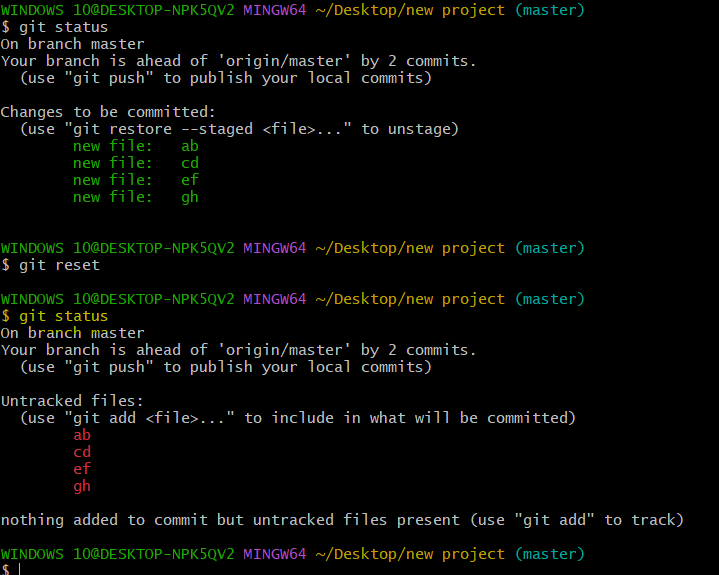 WINDOWS 10@DESKTOP-NPK5QV2 MINGW64 ~/Desktop/new project (master)
$ git status
On branch master
Your branch is ahead of 'origin/master' by 2 commits.
  (use "git push" to publish your local commits)

Changes to be committed:
  (use "git restore --staged <file>..." to unstage)
        new file:   ab
        new file:   cd
        new file:   ef
        new file:   gh

WINDOWS 10@DESKTOP-NPK5QV2 MINGW64 ~/Desktop/new project (master)
$ git reset

WINDOWS 10@DESKTOP-NPK5QV2 MINGW64 ~/Desktop/new project (master)
$ git status
On branch master
Your branch is ahead of 'origin/master' by 2 commits.
  (use "git push" to publish your local commits)

Untracked files:
  (use "git add <file>..." to include in what will be committed)
        ab
        cd
        ef
        gh

nothing added to commit but untracked files present (use "git add" to track)

WINDOWS 10@DESKTOP-NPK5QV2 MINGW64 ~/Desktop/new project (master)
$